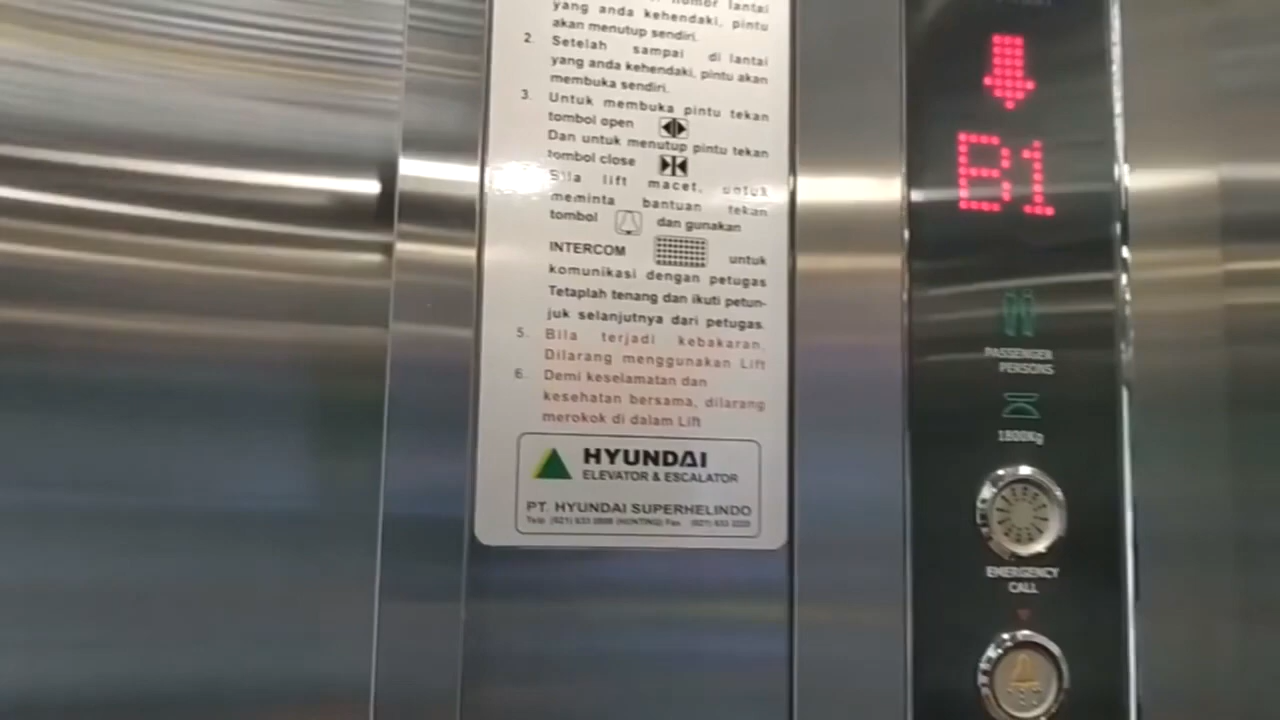 nomor lantai
yang anda kehendaki, pintu
akan menutup sendiri.
2. Setelah sampai di lantai
yang anda kehendaki, pintu akan
membuka sendiri.
3. Untuk membuka pintu tekan
tombol open
Dan untuk menutup pintu tekan
tombol close
Bila lift macet, untuk
meminta bantuan tekan
tombol dan gunakan
INTERCOM untuk
komunikasi dengan petugas
Tetaplah tenang dan ikuti petun-
juk selanjutnya dari petugas.
5. Bila terjadi kebakaran,
Dilarang menggunakan Lift
6. Demi keselamatan dan
kesehatan bersama, dilarang
merokok di dalam Lift
HYUNDAI
ELEVATOR & ESCALATOR
PT. HYUNDAI SUPERHELINDO
B1
PASSENGER
PERSONS
1800Kg
EMERGENCY
CALL